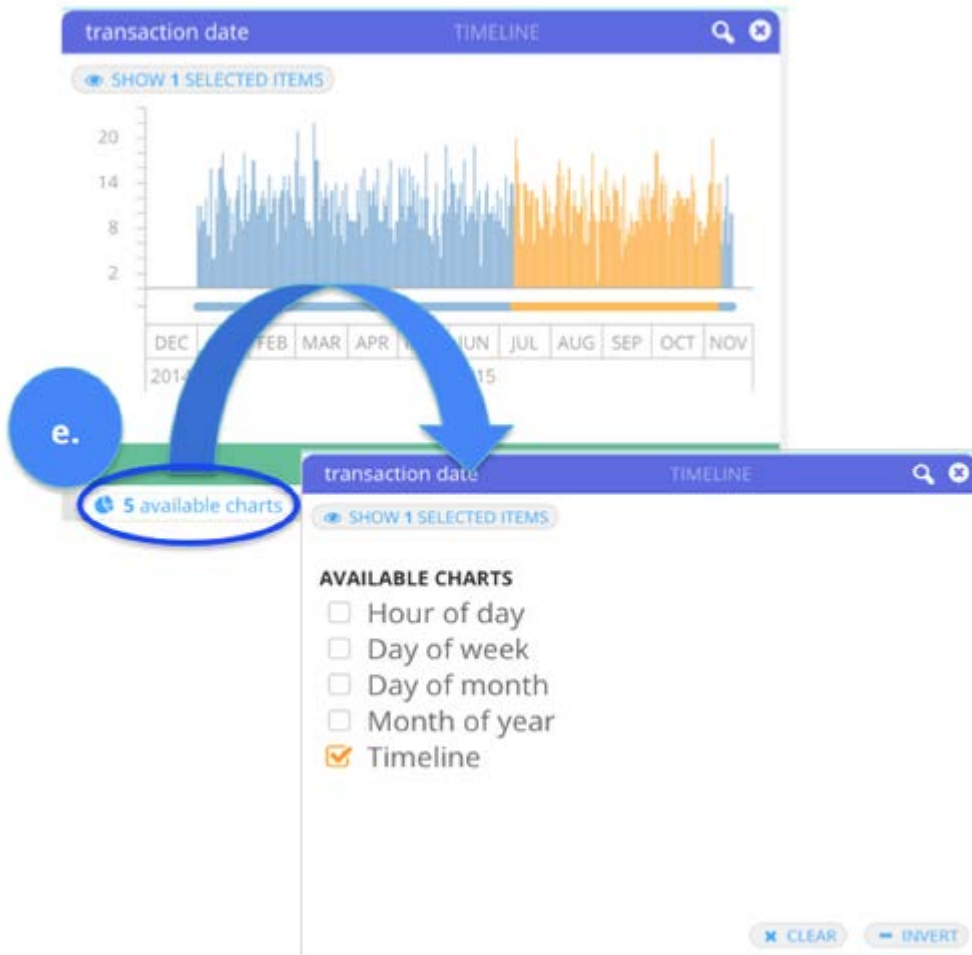 transaction date TIMELINE
SHOW 1 SELECTED ITEMS
20
14
8
2
DEC FEB MAR APR JUL AUG SEP OCT NOV
2014
e.
5 available charts
transaction date TIMELINE
SHOW 1 SELECTED ITEMS
AVAILABLE CHARTS
Hour of day
Day of week
Day of month
Month of year
Timeline
CLEAR INVERT